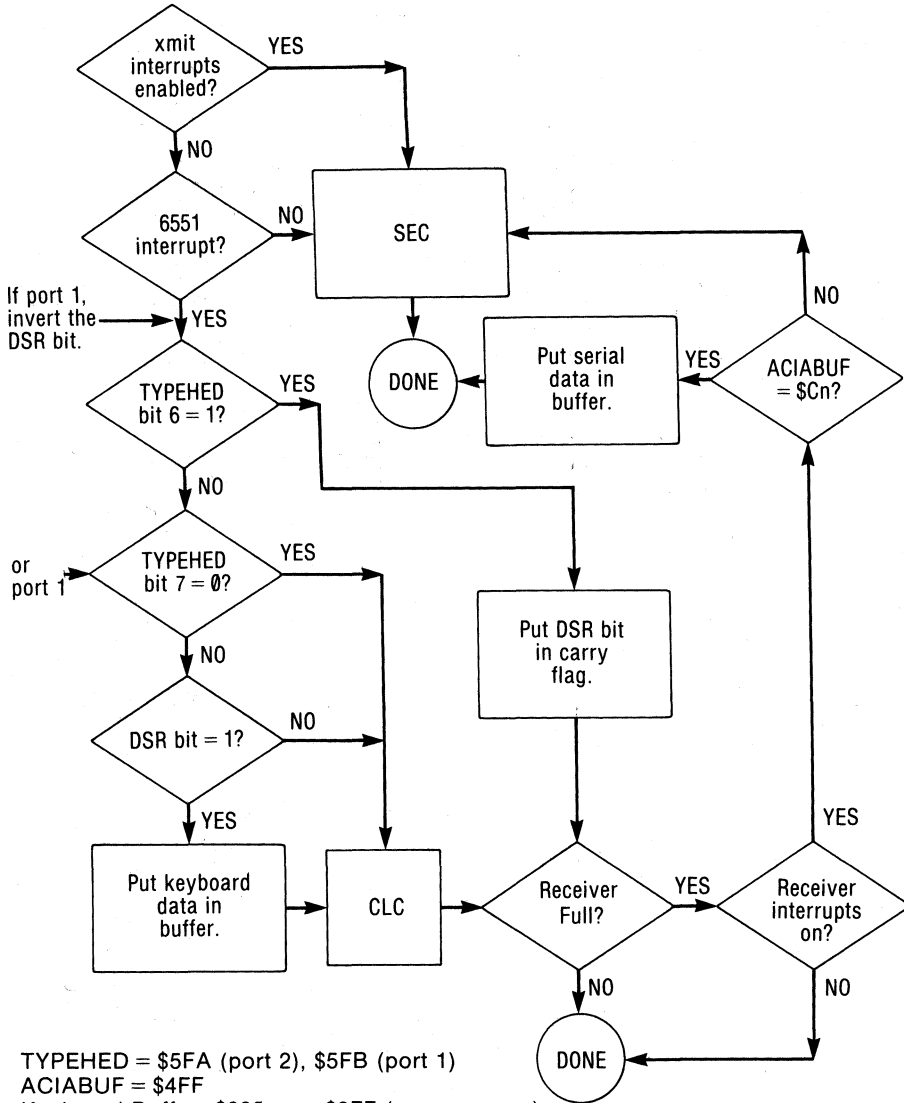 xmit
interrupts
enabled?
YES
NO
6551
interrupt?
NO
SEC
If port 1,
invert the
DSR bit.
YES
NO
DONE
Put serial
data in
buffer.
YES
ACIABUF
= $Cn?
TYPEHED
bit 6 = 1?
YES
NO
or
port 1
TYPEHED
bit 7 = 0?
YES
Put DSR bit
in carry
flag.
NO
DSR bit = 1?
NO
YES
YES
Put keyboard
data in
buffer.
CLC
Receiver
Full?
YES
Receiver
interrupts
on?
NO
NO
DONE
TYPEHED = $5FA (port 2), $5FB (port 1)
ACIABUF = $4FF